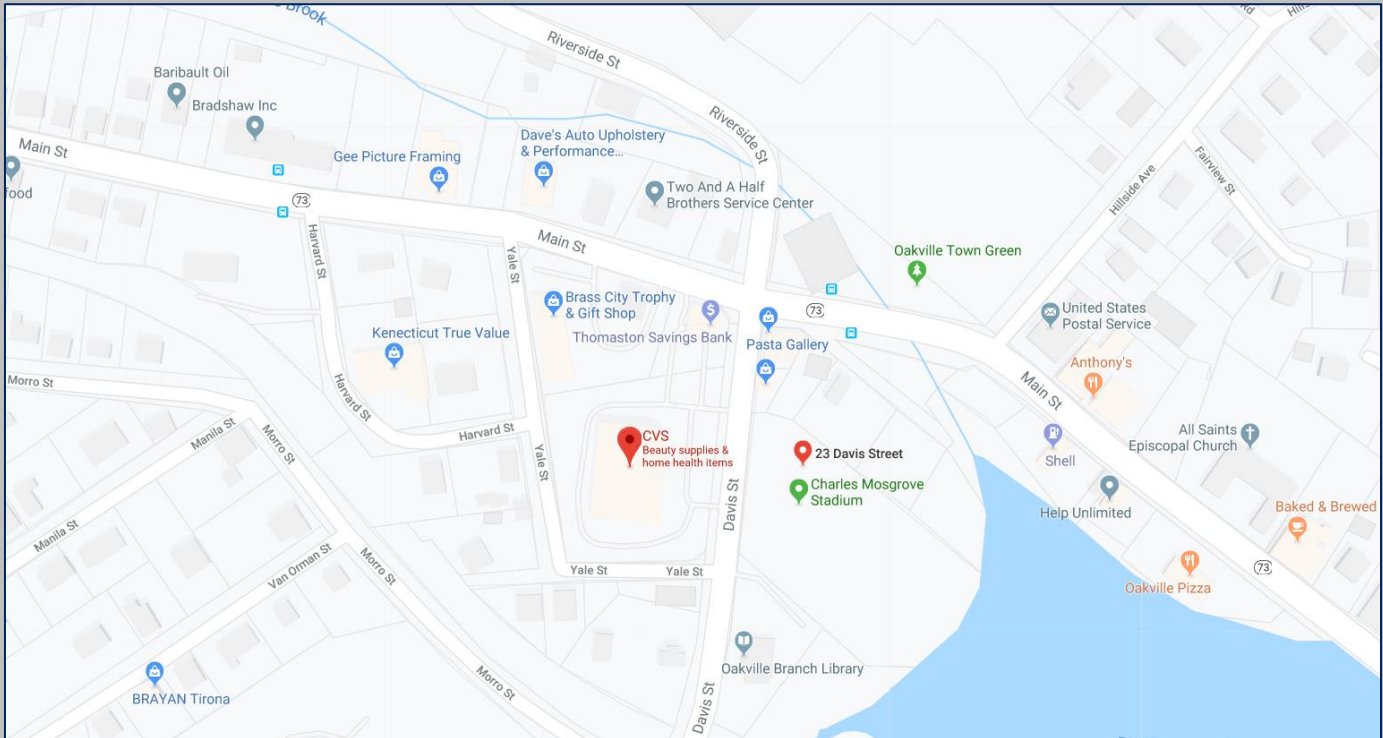 Brook
Riverside St
Rd
Baribault Oil
Bradshaw Inc
Riverside St
Main St
Dave's Auto Upholstery
& Performance...
Gee Picture Framing
Fairview St
food
Two And A Half
Brothers Service Center
Hillside Ave
73
Harvard St
Main St
Yale St
Oakville Town Green
Brass City Trophy
& Gift Shop
73
United States
Postal Service
Kenecticut True Value
Thomaston Savings Bank
Pasta Gallery
Anthony's
Morro St
Harvard St
Main St
Manila St
Morro St
Harvard St
Yale St
CVS
Beauty supplies &
home health items
23 Davis Street
All Saints
Episcopal Church
Shell
Charles Mosgrove
Stadium
Davis St
Help Unlimited
Baked & Brewed
Manila St
Van Orman St
Morro St
Yale St
Yale St
73
Oakville Pizza
Oakville Branch Library
BRAYAN Tirona
Morro St
Davis St